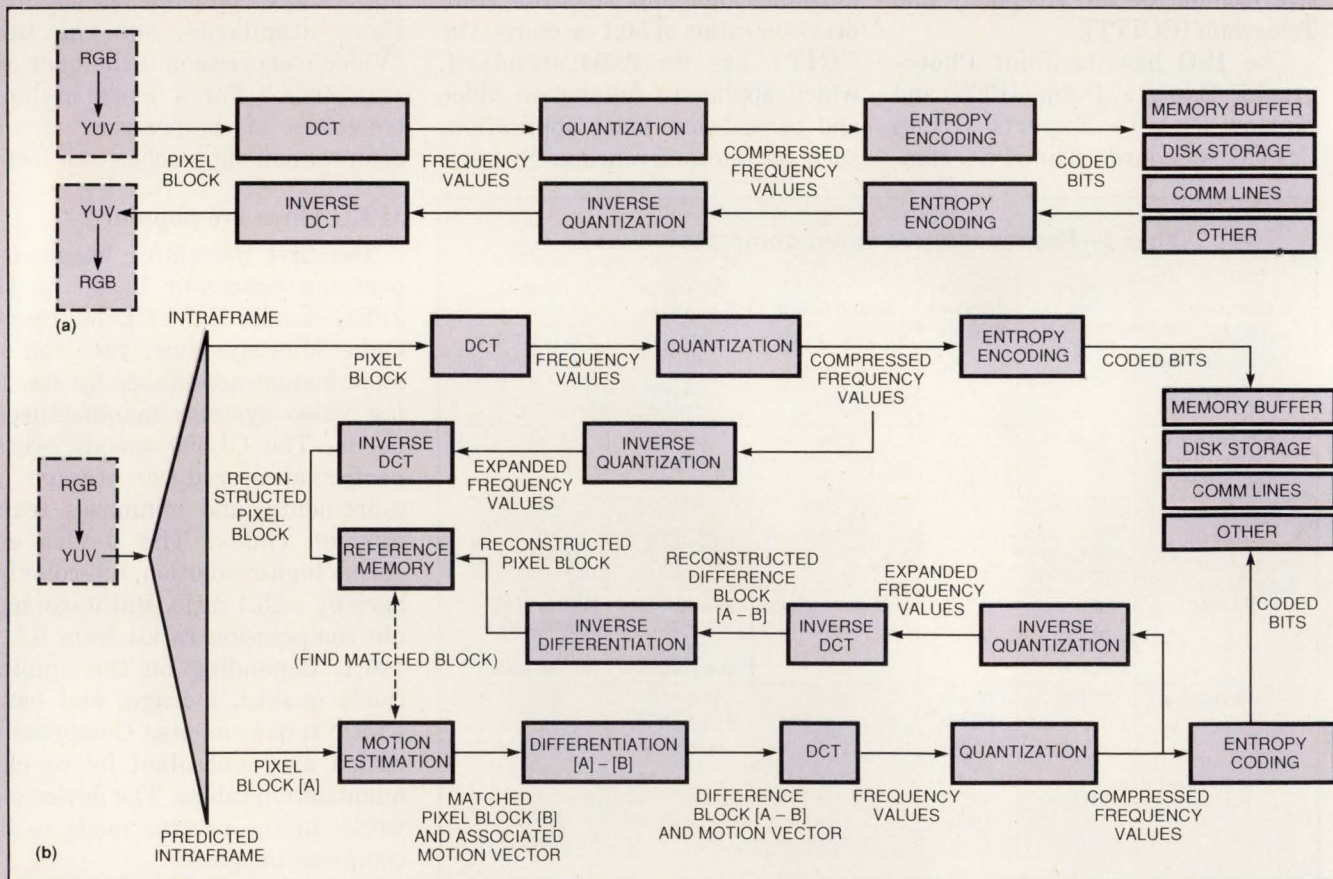 Telegraph (CCITT).
RGB
YUV
PIXEL
BLOCK
DCT
FREQUENCY
VALUES
QUANTIZATION
COMPRESSED
FREQUENCY
VALUES
ENTROPY
ENCODING
CODED
BITS
MEMORY BUFFER
DISK STORAGE
COMM LINES
OTHER
YUV
RGB
INVERSE
DCT
INVERSE
QUANTIZATION
ENTROPY
ENCODING
(a)
INTRAFRAME
PIXEL
BLOCK
DCT
FREQUENCY
VALUES
QUANTIZATION
COMPRESSED
FREQUENCY
VALUES
ENTROPY
ENCODING
CODED BITS
MEMORY BUFFER
DISK STORAGE
COMM LINES
OTHER
INVERSE
DCT
EXPANDED
FREQUENCY
VALUES
INVERSE
QUANTIZATION
RECON-
STRUCTED
PIXEL
BLOCK
RGB
YUV
REFERENCE
MEMORY
RECONSTRUCTED
PIXEL BLOCK
RECONSTRUCTED
DIFFERENCE
BLOCK
[A – B]
EXPANDED
FREQUENCY
VALUES
INVERSE
DIFFERENTIATION
INVERSE
DCT
INVERSE
QUANTIZATION
CODED
BITS
(FIND MATCHED BLOCK)
PIXEL
BLOCK [A]
MOTION
ESTIMATION
MATCHED
PIXEL BLOCK [B]
AND ASSOCIATED
MOTION VECTOR
DIFFERENTIATION
[A] – [B]
DIFFERENCE
BLOCK [A – B]
AND MOTION VECTOR
DCT
FREQUENCY
VALUES
QUANTIZATION
COMPRESSED
FREQUENCY
VALUES
ENTROPY
CODING
PREDICTED
INTRAFRAME
(b)